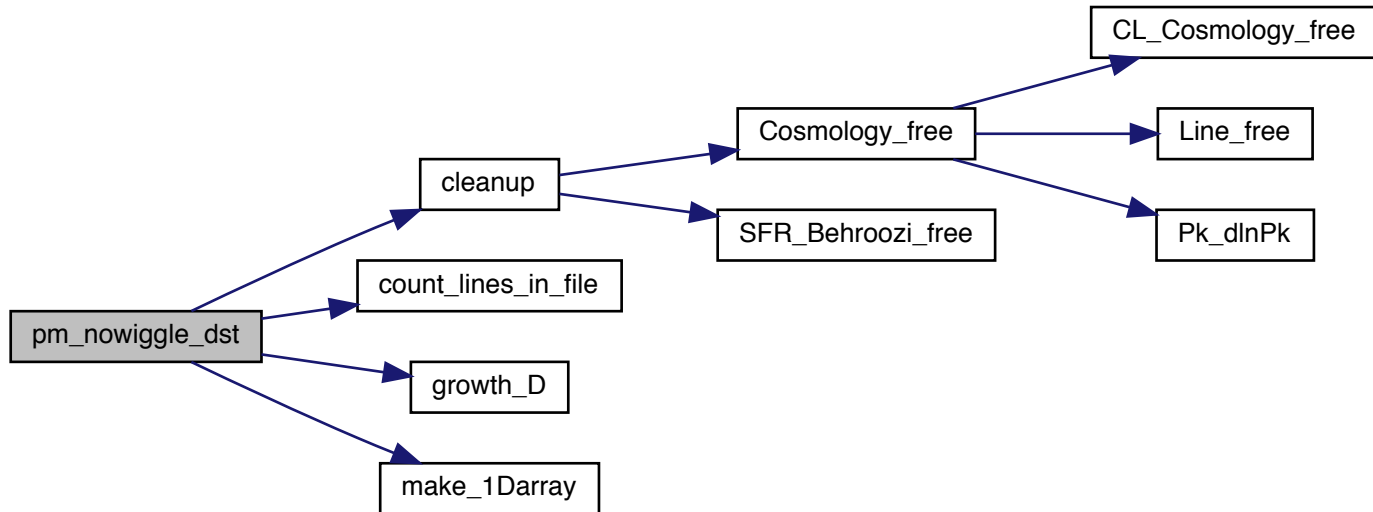 CL_Cosmology_free
Cosmology_free
Line_free
cleanup
SFR_Behroozi_free
Pk_dlnPk
count_lines_in_file
pm_nowiggle_dst
growth_D
make_1Darray